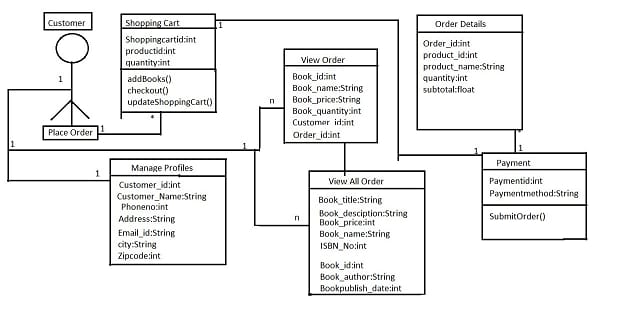 Customer
1
Place Order
1
1
1
Shopping Cart
Shoppingcartid:int
productid:int
quantity:int
addBooks()
checkout()
updateShoppingCart()
*
1
Manage Profiles
Customer_id:int
Customer_Name:String
Phoneno:int
Address:String
Email_id:String
city:String
Zipcode:int
1
n
n
View Order
Book_id:int
Book_name:String
Book_price:String
Book_quantity:int
Customer_id:int
Order_id:int
View All Order
Book_title:String
Book_desciption:String
Book_price:int
Book_name:String
ISBN_No:int
Book_id:int
Book_author:String
Bookpublish_date:int
Order Details
Order_id:int
product_id:int
product_name:String
quantity:int
subtotal:float
*
1
1
Payment
Paymentid:int
Paymentmethod:String
SubmitOrder()